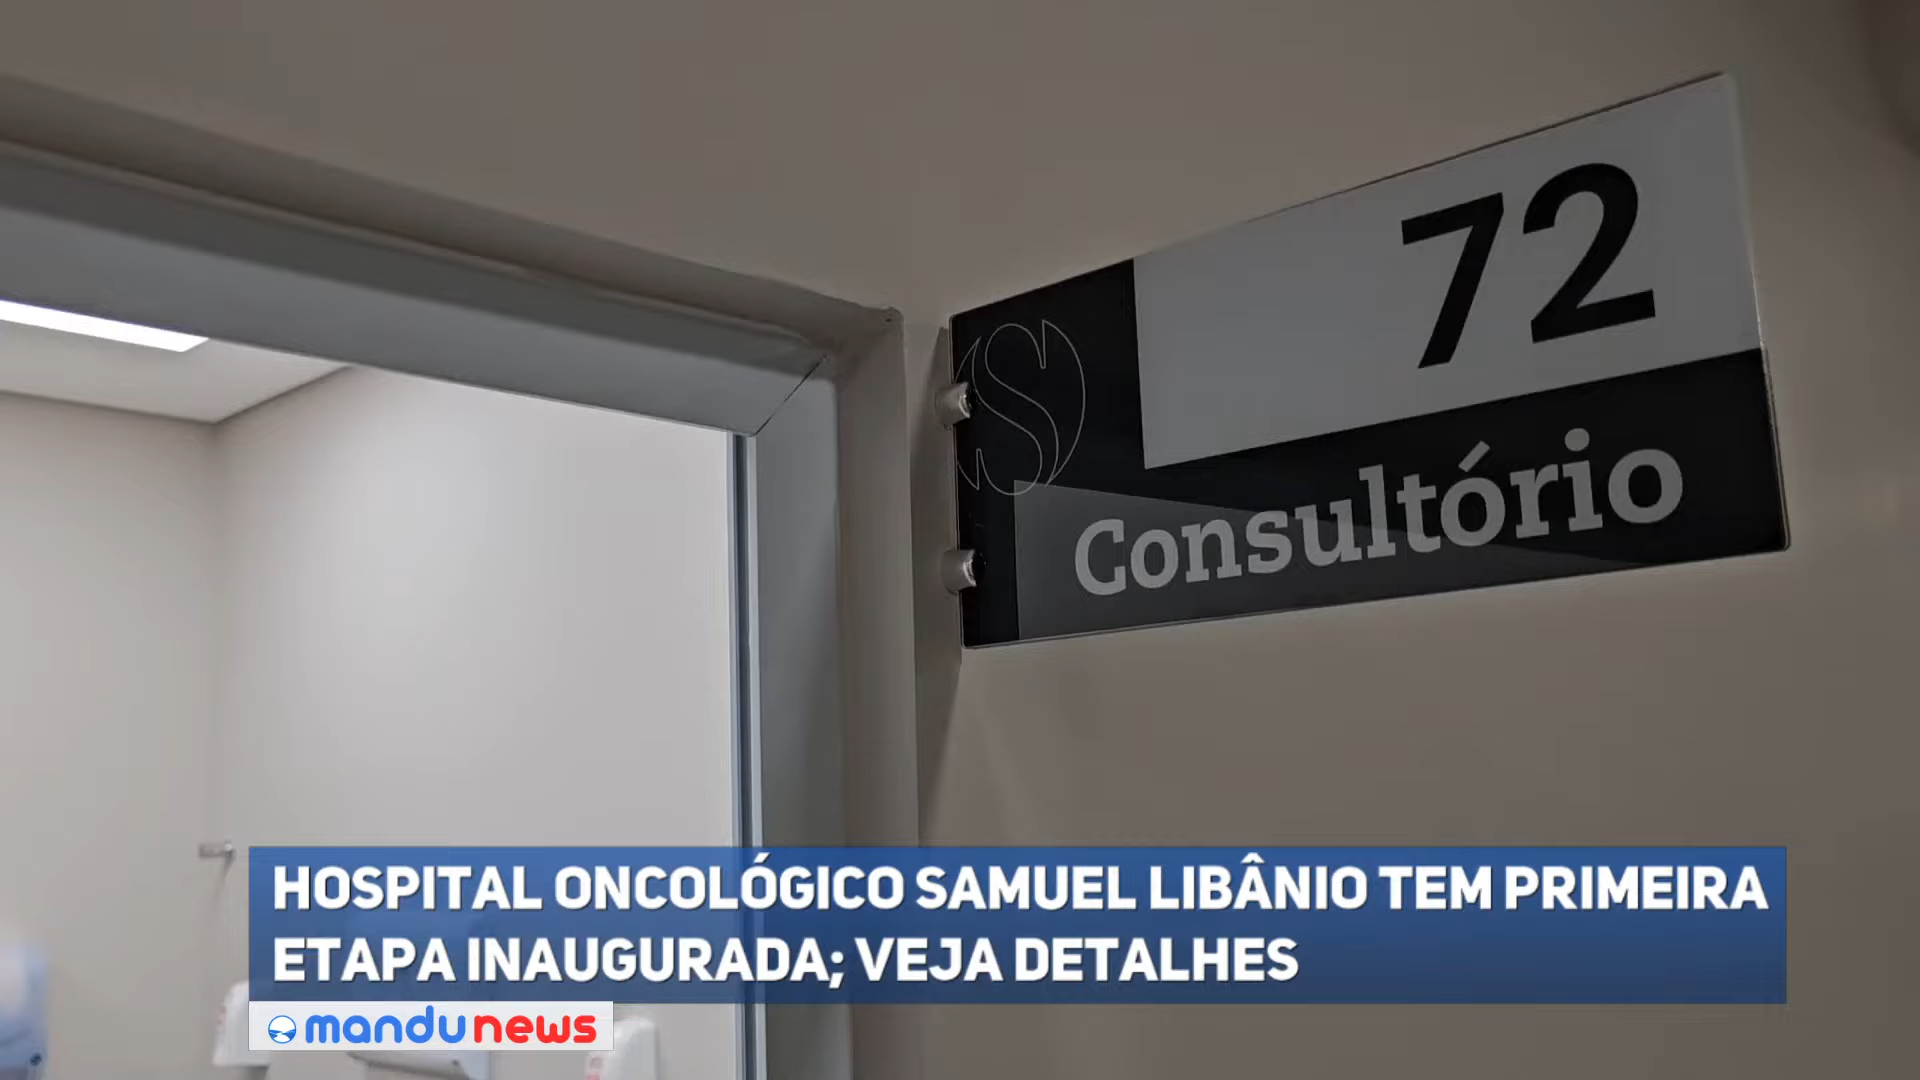 72
Consultório
HOSPITAL ONCOLÓGICO SAMUEL LIBÂNIO TEM PRIMEIRA
ETAPA INAUGURADA; VEJA DETALHES
mandunews